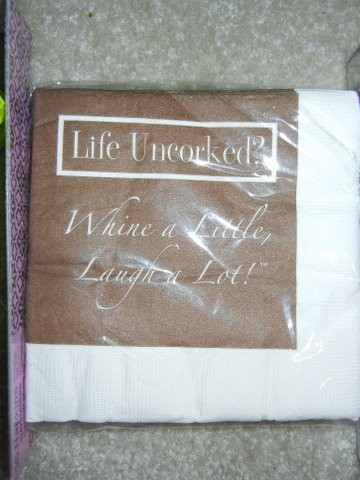 Life Uncorked?
Whine a Little,
Laugh a Lot!™